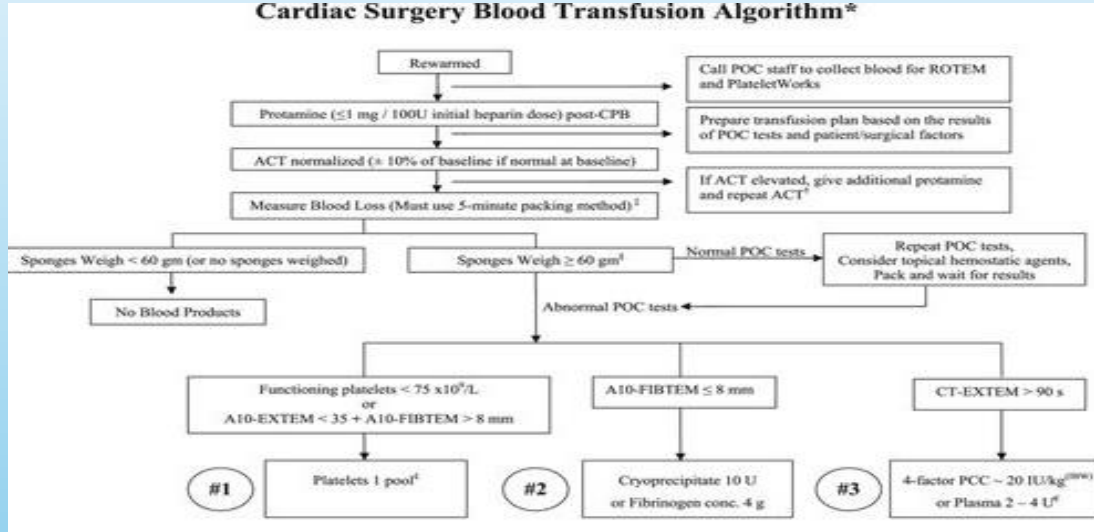 Cardiac Surgery Blood Transfusion Algorithm*
Rewarmed
Call POC staff to collect blood for ROTEM
and PlateletWorks
Protamine (≤1 mg / 100U initial heparin dose) post-CPB
Prepare transfusion plan based on the results
of POC tests and patient/surgical factors
ACT normalized (± 10% of baseline if normal at baseline)
If ACT elevated, give additional protamine
and repeat ACT†
Measure Blood Loss (Must use 5-minute packing method)‡
Sponges Weigh < 60 gm (or no sponges weighed)
Sponges Weigh ≥ 60 gm
Normal POC tests
Repeat POC tests,
Consider topical hemostatic agents,
Pack and wait for results
No Blood Products
Abnormal POC tests
Functioning platelets < 75 x10⁹/L
or
A10-EXTEM < 35 + A10-FIBTEM > 8 mm
A10-FIBTEM ≤ 8 mm
CT-EXTEM > 90 s
#1
Platelets 1 pool
#2
Cryoprecipitate 10 U
or Fibrinogen conc. 4 g
#3
4-factor PCC ~ 20 IU/kg
or Plasma 2 – 4 U